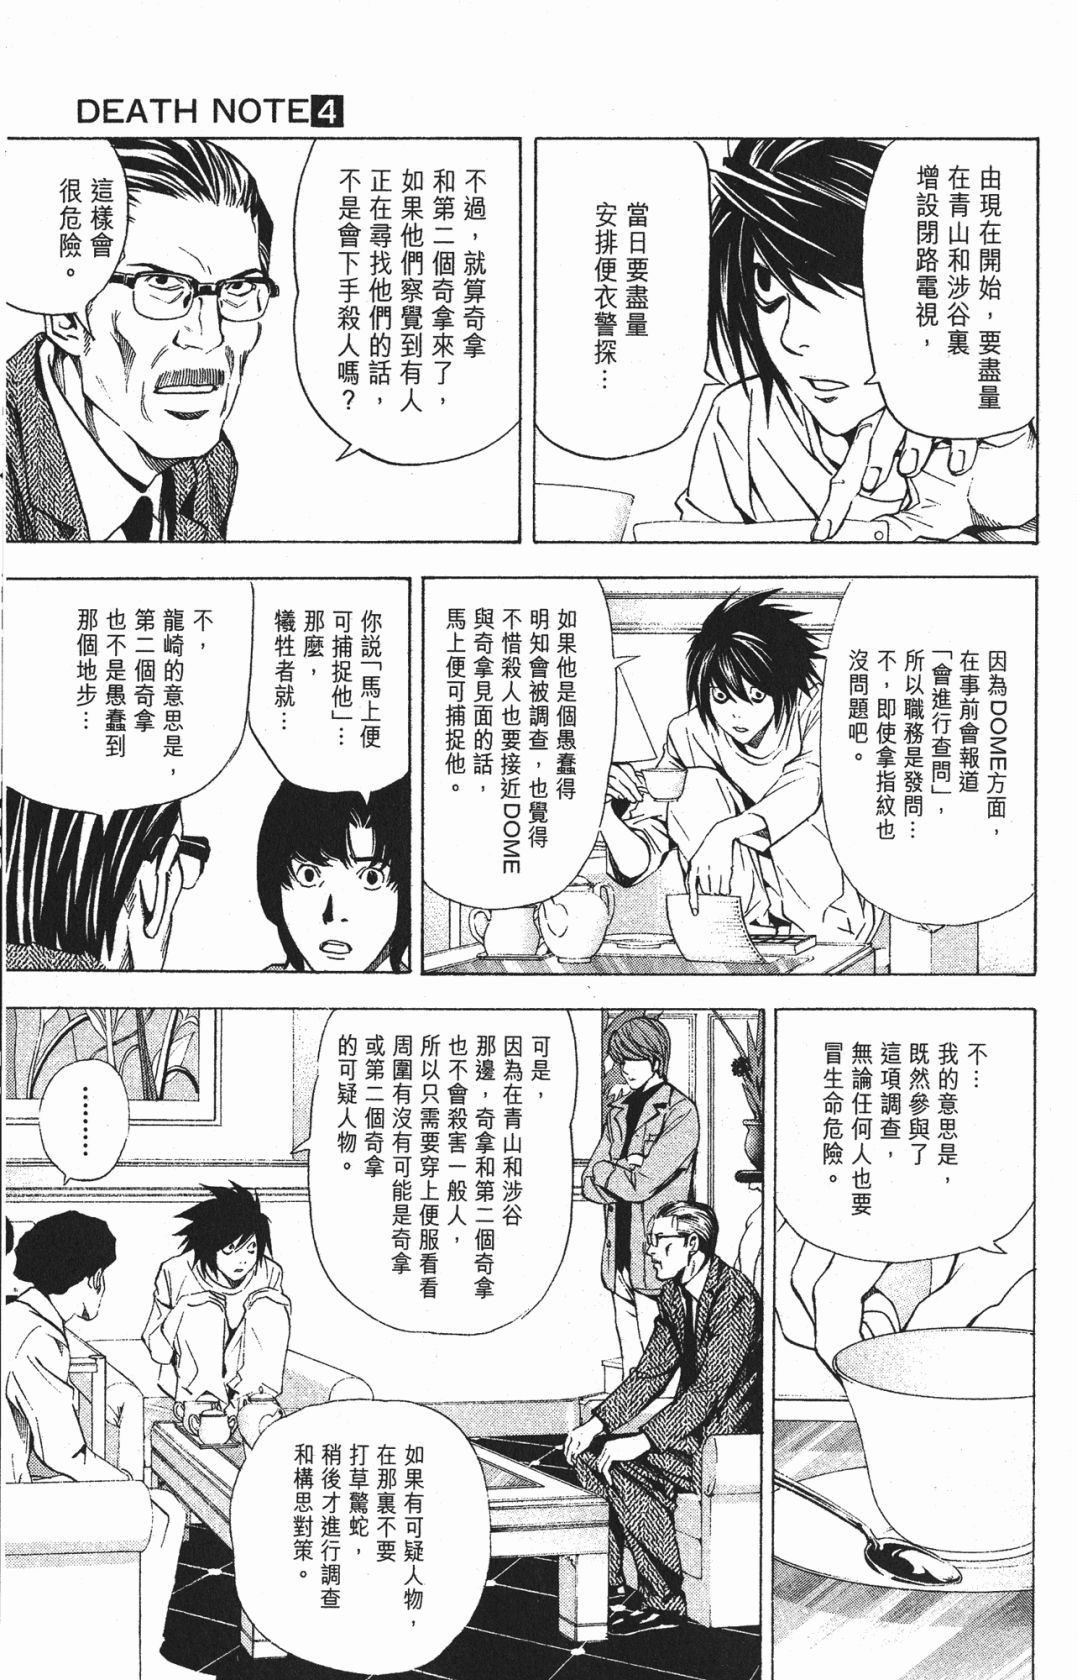 DEATH NOTE 4
由現在開始，要盡量
在青山和涉谷裏
增設閉路電視，
當日要盡量
安排便衣警探…
不過，就算奇拿
和第二個奇拿來了，
如果他們察覺到有人
正在尋找他們的話，
不是會下手殺人嗎？
這樣會
很危險。
因為DOME方面，
在事前會報道
「會進行查問」，
所以職務是發問…
不，即使拿指紋也
沒問題吧。
如果他是個愚蠢得
明知會被調查，也覺得
不惜殺人也要接近DOME
與奇拿見面的話，
馬上便可捕捉他。
你說「馬上便
可捕捉他」…
那麼，
犧牲者就…
不，
龍崎的意思是，
第二個奇拿
也不是愚蠢到
那個地步…
不…
我的意思是，
既然參與了
這項調查，
無論任何人也要
冒生命危險。
可是，
因為在青山和涉谷
那邊，奇拿和第二個奇拿
也不會殺害一般人，
所以只需要穿上便服看看
周圍有沒有可能是奇拿
或第二個奇拿
的可疑人物。
………
如果有可疑人物，
在那裏不要
打草驚蛇，
稍後才進行調查
和構思對策。